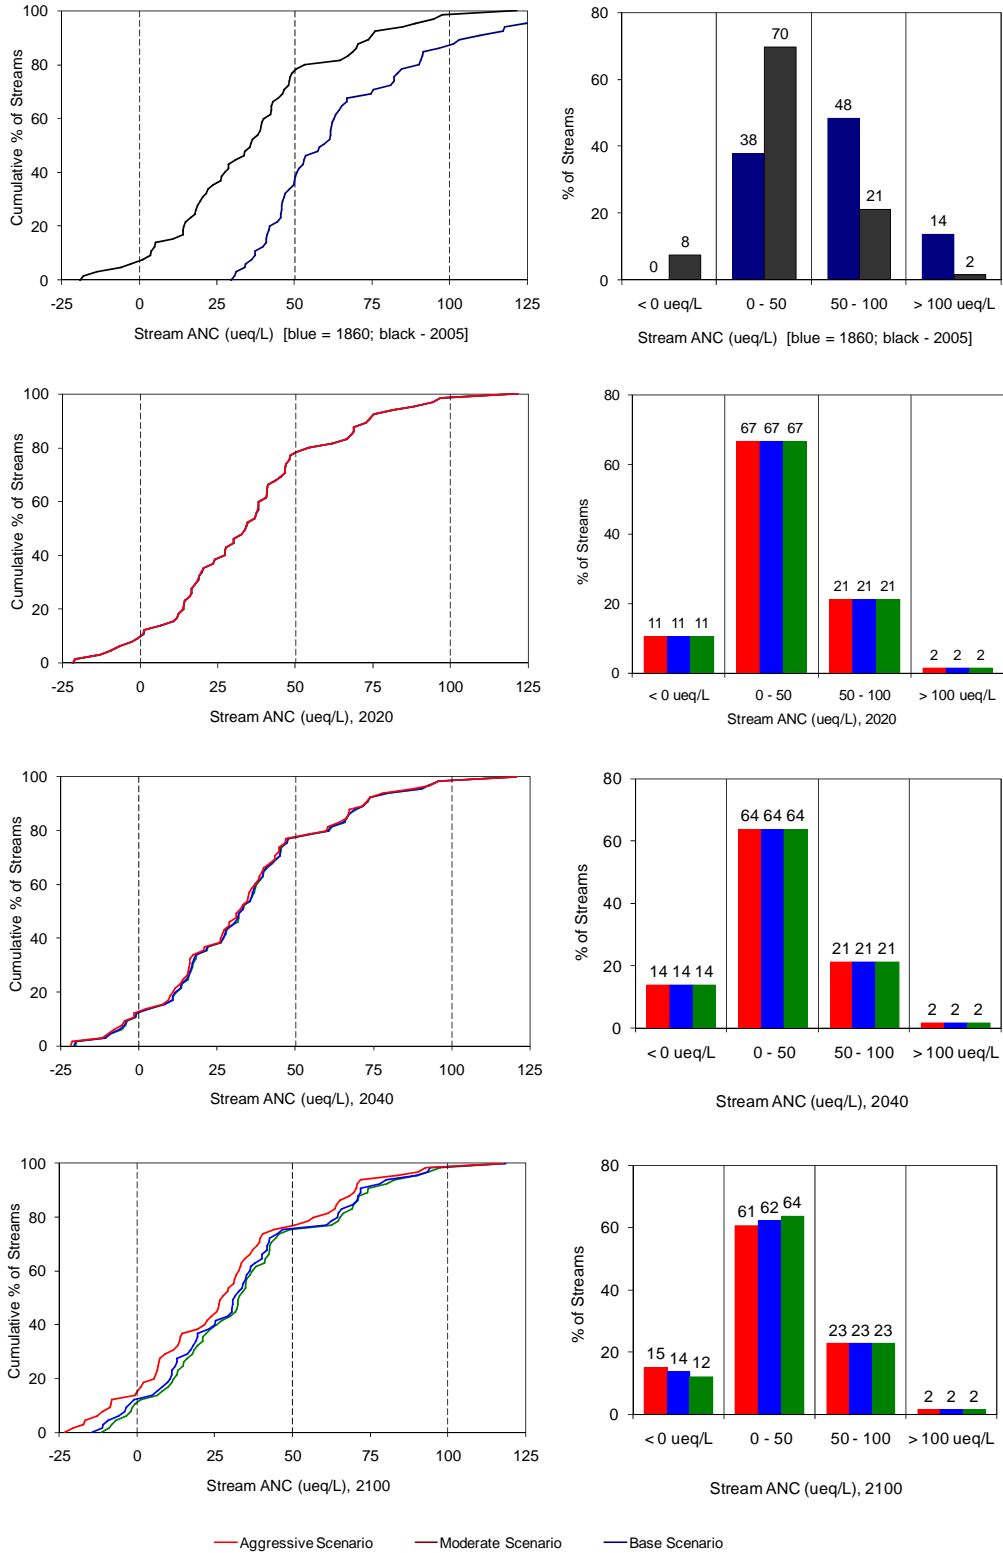 Cumulative % of Streams
100
80
60
40
20
0
-25 0 25 50 75 100 125
Stream ANC (ueq/L) [blue = 1860; black - 2005]
% of Streams
80
60
40
20
0
0 8 38 70 48 21 14 2
< 0 ueq/L 0 - 50 50 - 100 > 100 ueq/L
Stream ANC (ueq/L) [blue = 1860; black - 2005]
Cumulative % of Streams
100
80
60
40
20
0
-25 0 25 50 75 100 125
Stream ANC (ueq/L), 2020
% of Streams
80
60
40
20
0
11 11 11 67 67 67 21 21 21 2 2 2
< 0 ueq/L 0 - 50 50 - 100 > 100 ueq/L
Stream ANC (ueq/L), 2020
Cumulative % of Streams
100
80
60
40
20
0
-25 0 25 50 75 100 125
Stream ANC (ueq/L), 2040
% of Streams
80
60
40
20
0
14 14 14 64 64 64 21 21 21 2 2 2
< 0 ueq/L 0 - 50 50 - 100 > 100 ueq/L
Stream ANC (ueq/L), 2040
Cumulative % of Streams
100
80
60
40
20
0
-25 0 25 50 75 100 125
Stream ANC (ueq/L), 2100
% of Streams
80
60
40
20
0
15 14 12 61 62 64 23 23 23 2 2 2
< 0 ueq/L 0 - 50 50 - 100 > 100 ueq/L
Stream ANC (ueq/L), 2100
Aggressive Scenario Moderate Scenario Base Scenario